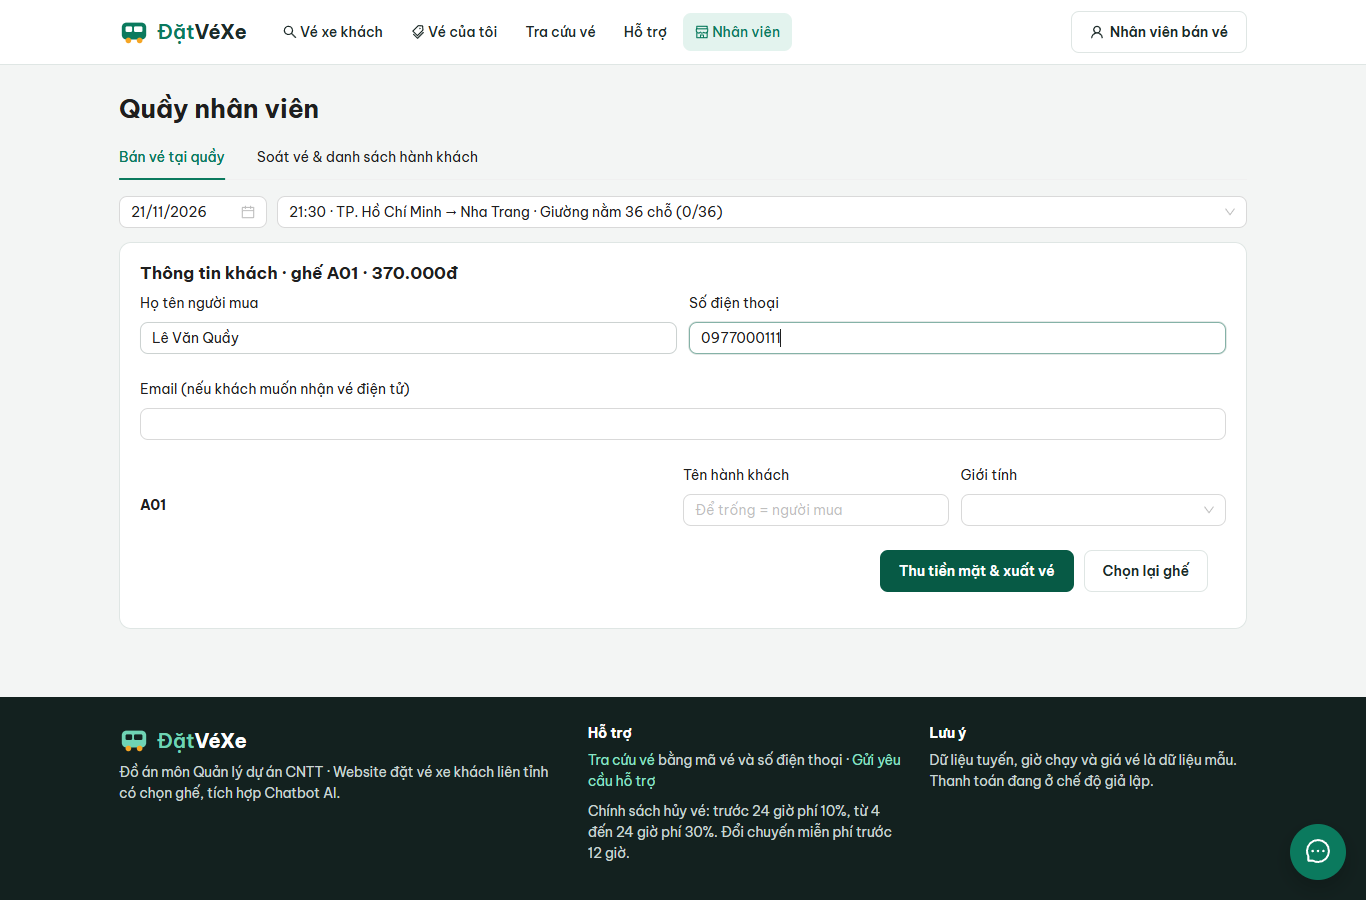 ĐặtVéXe
Vé xe khách
Vé của tôi
Tra cứu vé
Hỗ trợ
Nhân viên
Nhân viên bán vé
Quầy nhân viên
Bán vé tại quầy
Soát vé & danh sách hành khách
21/11/2026
21:30 · TP. Hồ Chí Minh → Nha Trang · Giường nằm 36 chỗ (0/36)
Thông tin khách · ghế A01 · 370.000đ
Họ tên người mua
Số điện thoại
Lê Văn Quầy
0977000111
Email (nếu khách muốn nhận vé điện tử)
Tên hành khách
Giới tính
A01
Để trống = người mua
Thu tiền mặt & xuất vé
Chọn lại ghế
ĐặtVéXe
Đồ án môn Quản lý dự án CNTT · Website đặt vé xe khách liên tỉnh
có chọn ghế, tích hợp Chatbot AI.
Hỗ trợ
Tra cứu vé bằng mã vé và số điện thoại · Gửi yêu
cầu hỗ trợ
Chính sách hủy vé: trước 24 giờ phí 10%, từ 4
đến 24 giờ phí 30%. Đổi chuyến miễn phí trước
12 giờ.
Lưu ý
Dữ liệu tuyến, giờ chạy và giá vé là dữ liệu mẫu.
Thanh toán đang ở chế độ giả lập.